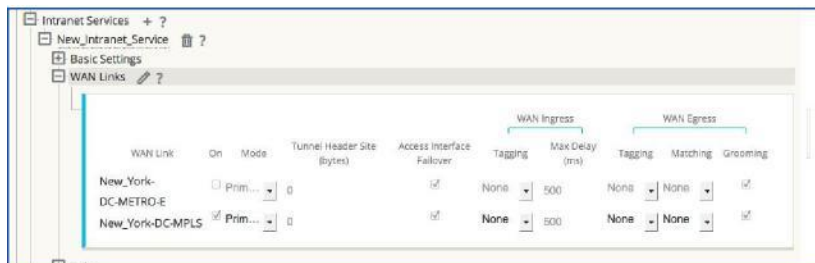 Intranet Services + ?
New_Intranet_Service ?
Basic Settings
WAN Links ?
WAN Ingress WAN Egress
WAN Link On Mode Tunnel Header Site (bytes) Access Interface Failover Tagging Max Delay (ms) Tagging Matching Grooming
New_York-DC-METRO-E Prim... 0 None 500 None None
New_York-DC-MPLS Prim... 0 None 500 None None